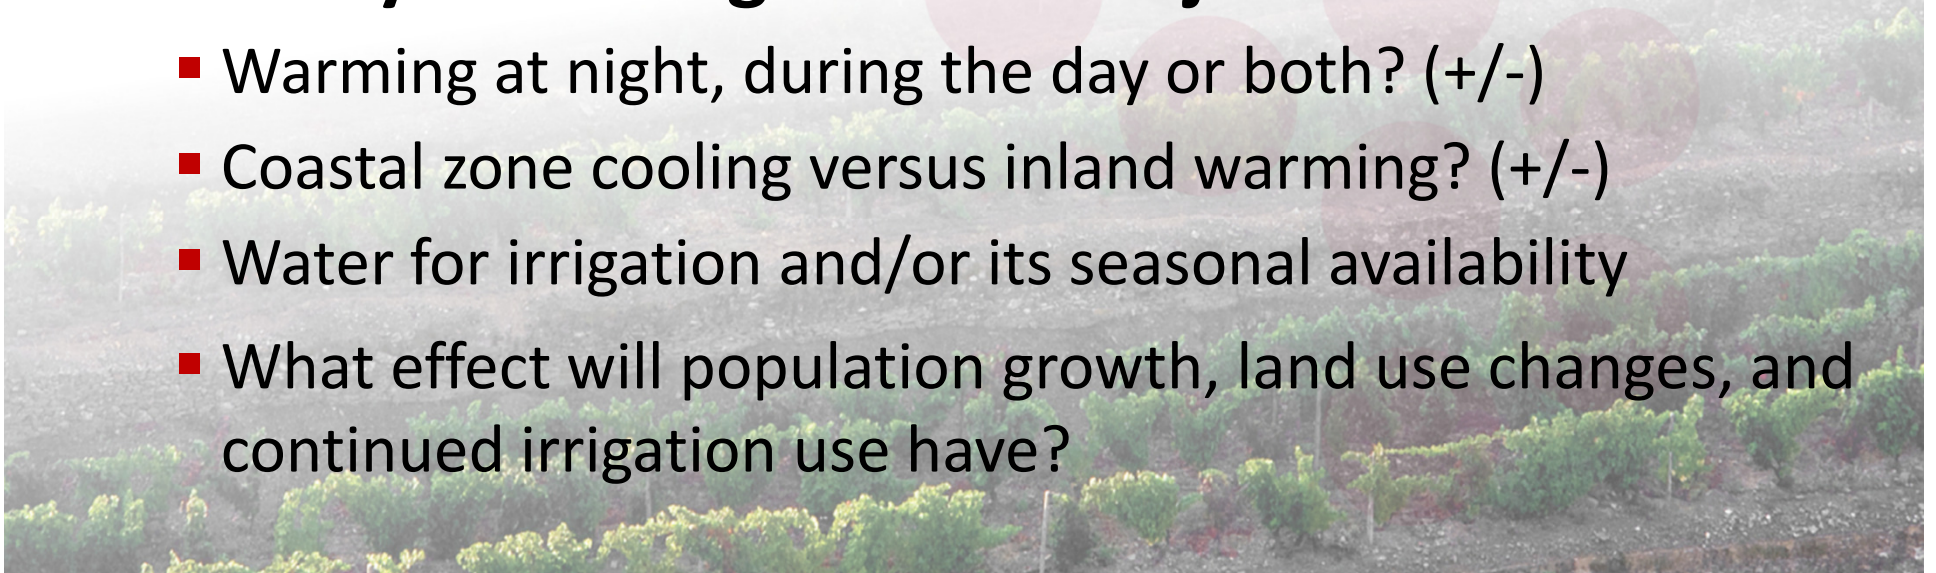 ▪ Warming at night, during the day or both? (+/-)
▪ Coastal zone cooling versus inland warming? (+/-)
▪ Water for irrigation and/or its seasonal availability
▪ What effect will population growth, land use changes, and
continued irrigation use have?